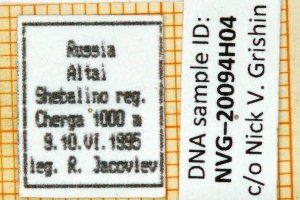 Russia
Altai
Shebalino reg.
Cherga 1000 m
9.10.VI.1995
leg. R. Jacovlev
DNA sample ID:
NVG–20094H04
c/o Nick V. Grishin